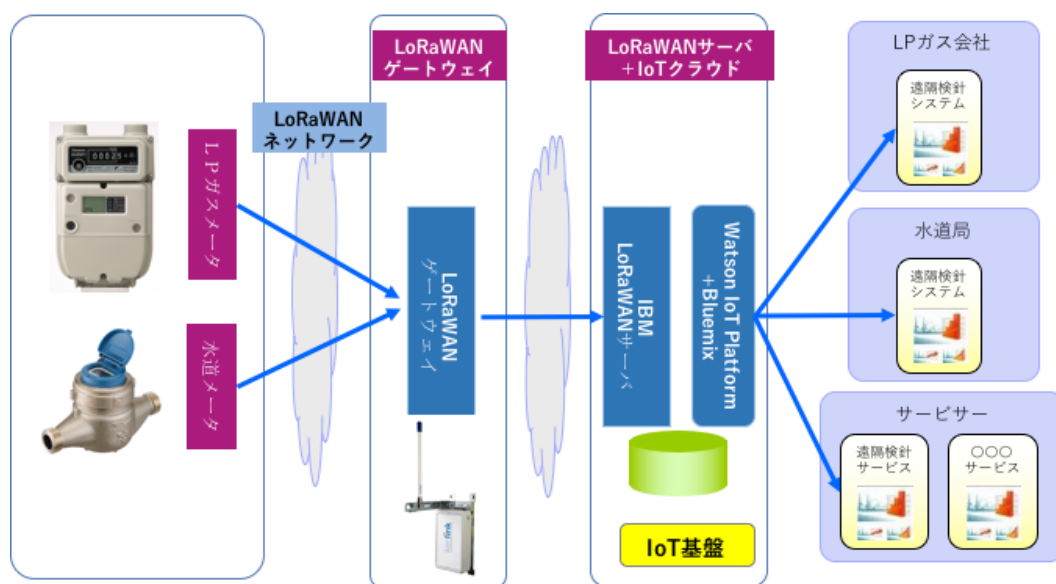 LPガスメータ
水道メータ
LoRaWAN
ネットワーク
LoRaWAN
ゲートウェイ
LoRaWAN
ゲートウェイ
LoRaWANサーバ
+IoTクラウド
IBM
LoRaWANサーバ
Watson IoT Platform
+Bluemix
IoT基盤
LPガス会社
遠隔検針
システム
水道局
遠隔検針
システム
サービサー
遠隔検針
サービス
〇〇〇
サービス